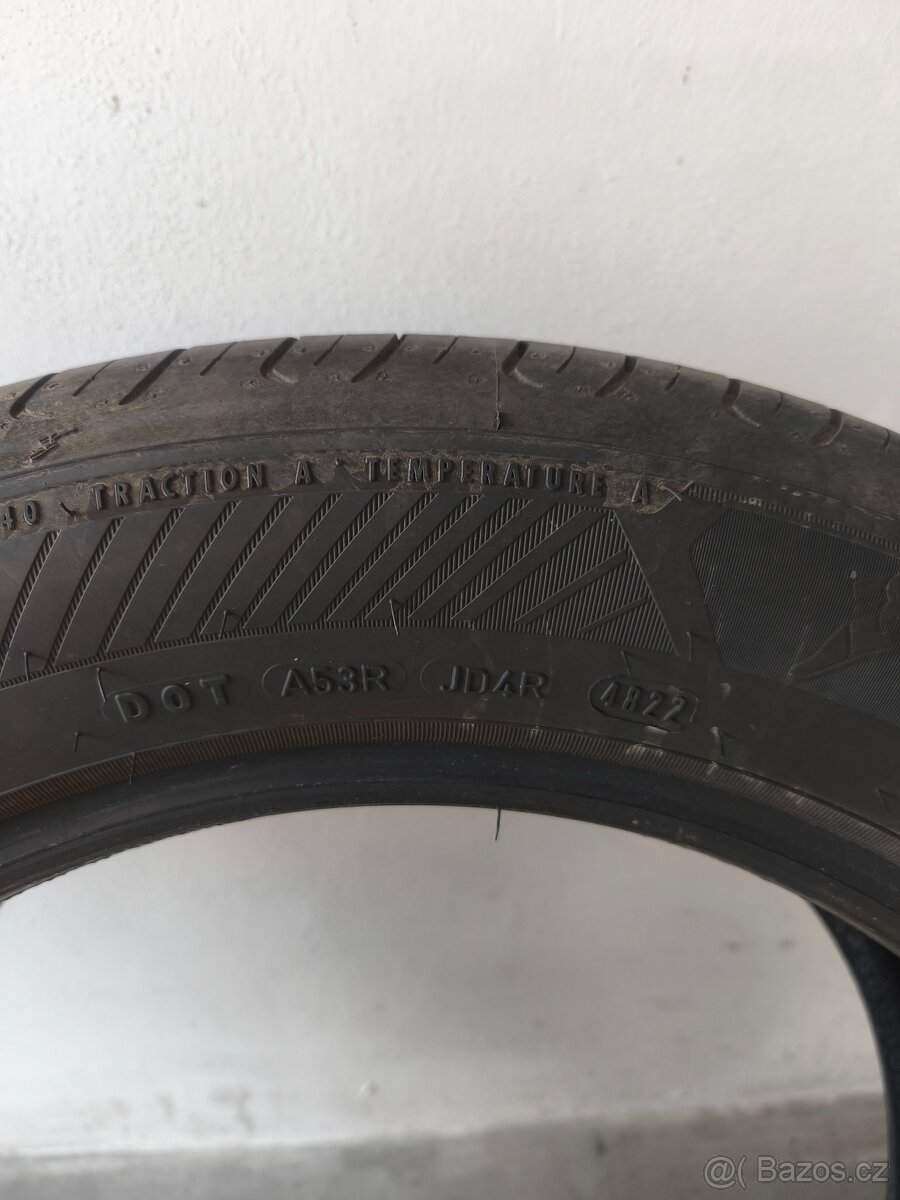 40 TRACTION A TEMPERATURE A
DOT A53R JD4R 4822
@( Bazos.cz